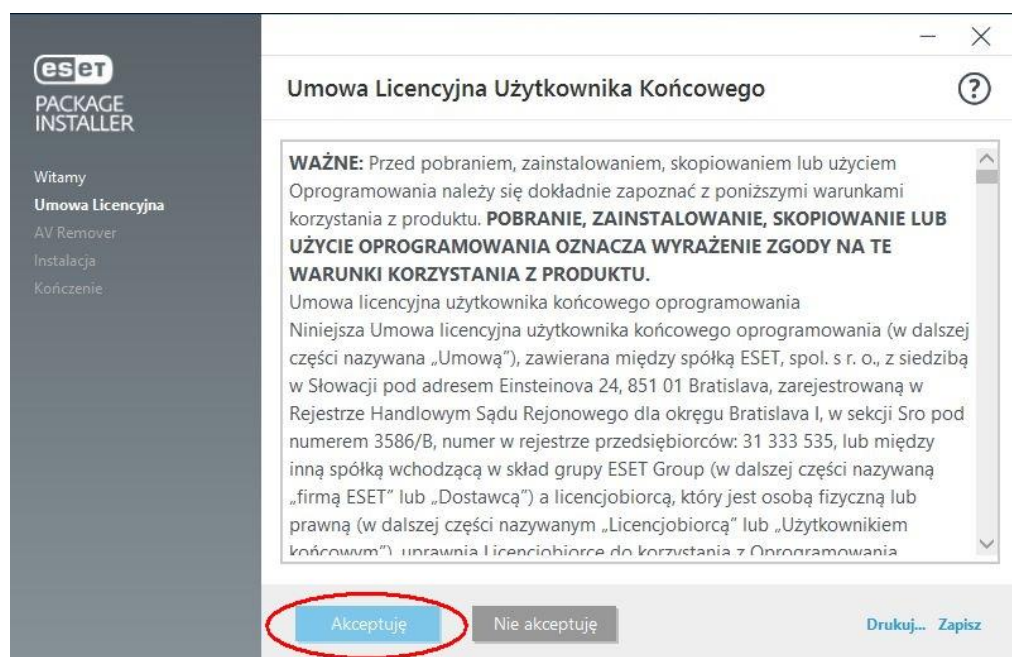 eset
PACKAGE
INSTALLER
Witamy
Umowa Licencyjna
AV Remover
Instalacja
Kończenie
Umowa Licencyjna Użytkownika Końcowego
?
WAŻNE: Przed pobraniem, zainstalowaniem, skopiowaniem lub użyciem
Oprogramowania należy się dokładnie zapoznać z poniższymi warunkami
korzystania z produktu. POBRANIE, ZAINSTALOWANIE, SKOPIOWANIE LUB
UŻYCIE OPROGRAMOWANIA OZNACZA WYRAŻENIE ZGODY NA TE
WARUNKI KORZYSTANIA Z PRODUKTU.
Umowa licencyjna użytkownika końcowego oprogramowania
Niniejsza Umowa licencyjna użytkownika końcowego oprogramowania (w dalszej
części nazywana „Umową”), zawierana między spółką ESET, spol. s r. o., z siedzibą
w Słowacji pod adresem Einsteinova 24, 851 01 Bratislava, zarejestrowaną w
Rejestrze Handlowym Sądu Rejonowego dla okręgu Bratislava I, w sekcji Sro pod
numerem 3586/B, numer w rejestrze przedsiębiorców: 31 333 535, lub między
inną spółką wchodzącą w skład grupy ESET Group (w dalszej części nazywaną
„firmą ESET” lub „Dostawcą”) a licencjobiorcą, który jest osobą fizyczną lub
prawną (w dalszej części nazywanym „Licencjobiorcą” lub „Użytkownikiem
końcowym”), uprawnia Licencjobiorcę do korzystania z Oprogramowania
Akceptuję
Nie akceptuję
Drukuj... Zapisz